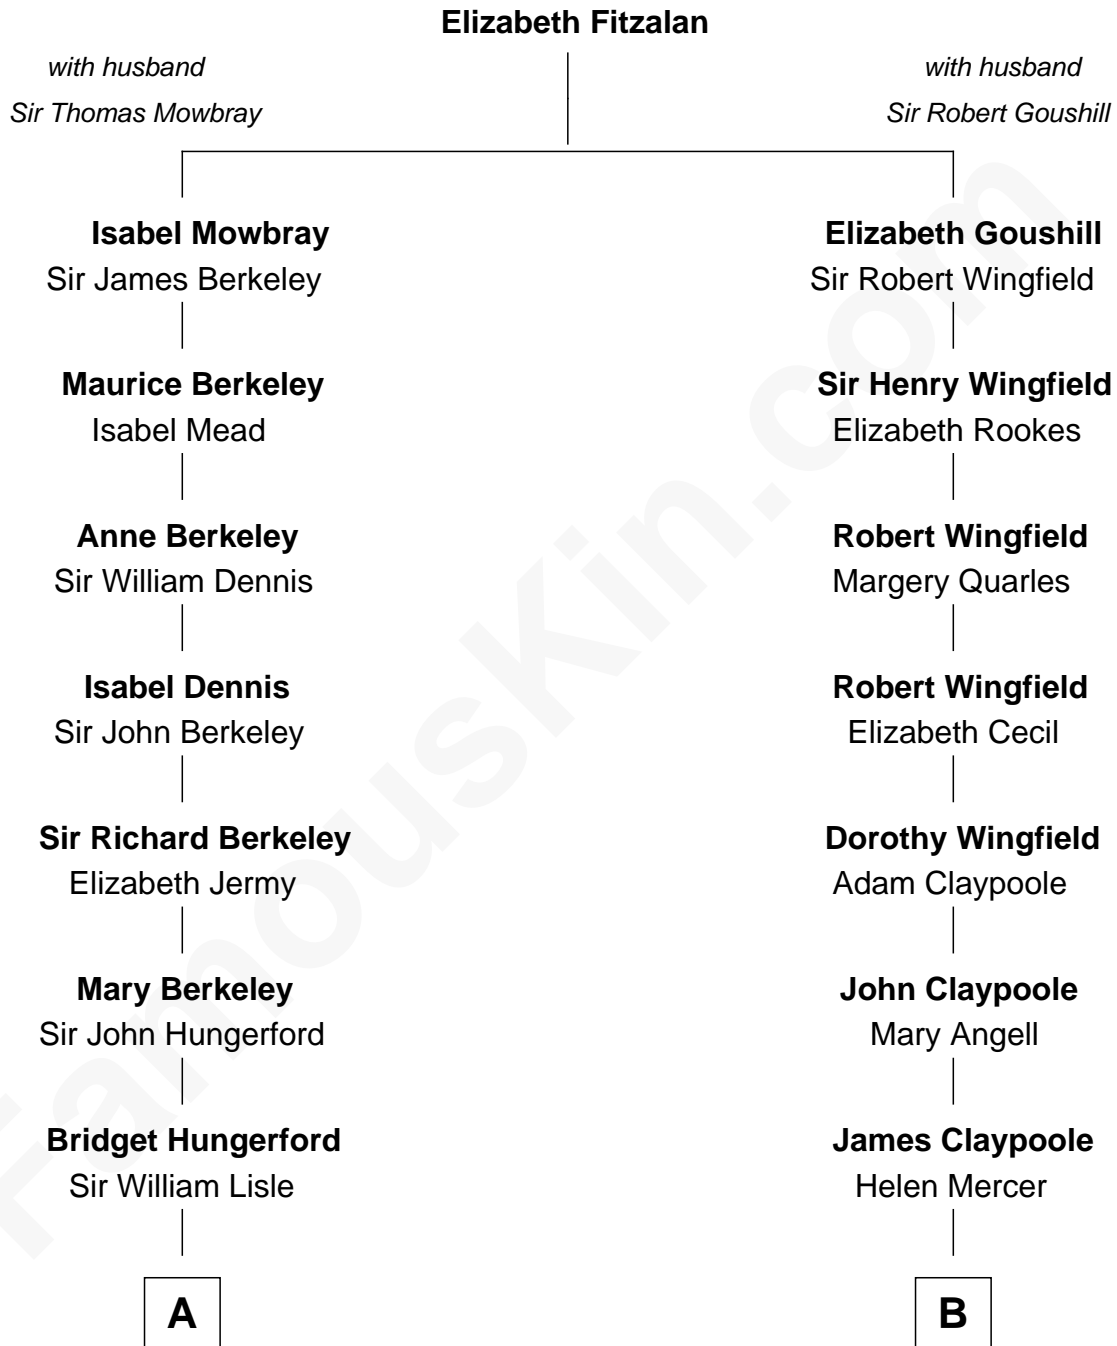 Elizabeth Fitzalan
with husband
Sir Thomas Mowbray
with husband
Sir Robert Goushill
Isabel Mowbray
Sir James Berkeley
Maurice Berkeley
Isabel Mead
Anne Berkeley
Sir William Dennis
Isabel Dennis
Sir John Berkeley
Sir Richard Berkeley
Elizabeth Jermy
Mary Berkeley
Sir John Hungerford
Bridget Hungerford
Sir William Lisle
A
Elizabeth Goushill
Sir Robert Wingfield
Sir Henry Wingfield
Elizabeth Rookes
Robert Wingfield
Margery Quarles
Robert Wingfield
Elizabeth Cecil
Dorothy Wingfield
Adam Claypoole
John Claypoole
Mary Angell
James Claypoole
Helen Mercer
B
FamousKin.com